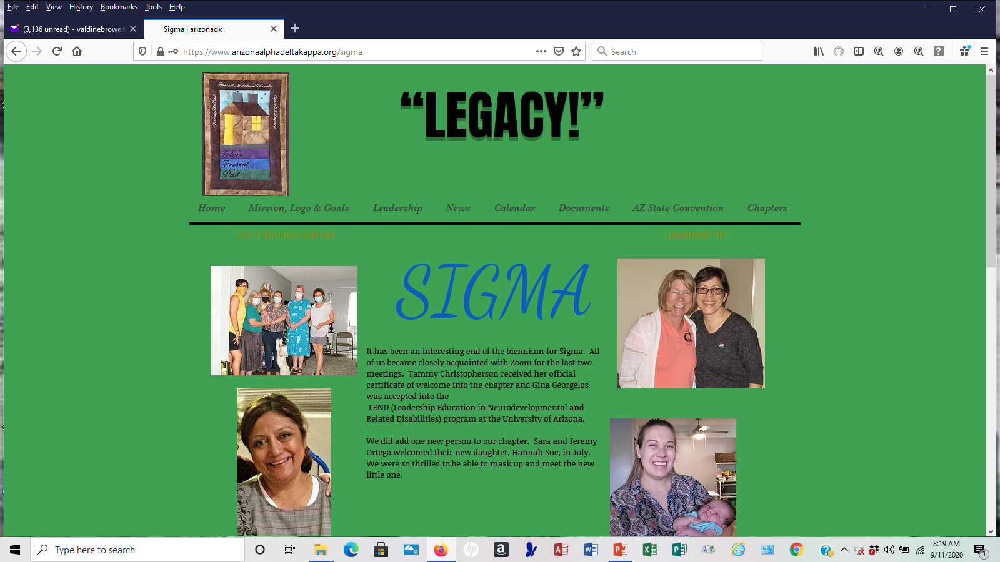 File Edit View History Bookmarks Tools Help
(3,136 unread) - valdinebrower
Sigma | arizonadk
https://www.arizonaalphadeltakappa.org/sigma
Search
"LEGACY!"
Future
Present
Past
Home Mission, Logo & Goals Leadership News Calendar Documents AZ State Convention Chapters
Our Fabulous Llamas
Japanese Art
SIGMA
It has been an interesting end of the biennium for Sigma. All
of us became closely acquainted with Zoom for the last two
meetings. Tammy Christopherson received her official
certificate of welcome into the chapter and Gina Georgelos
was accepted into the
LEND (Leadership Education in Neurodevelopmental and
Related Disabilities) program at the University of Arizona.
We did add one new person to our chapter. Sara and Jeremy
Ortega welcomed their new daughter, Hannah Sue, in July.
We were so thrilled to be able to mask up and meet the new
little one.
Type here to search
8:19 AM
9/11/2020
1